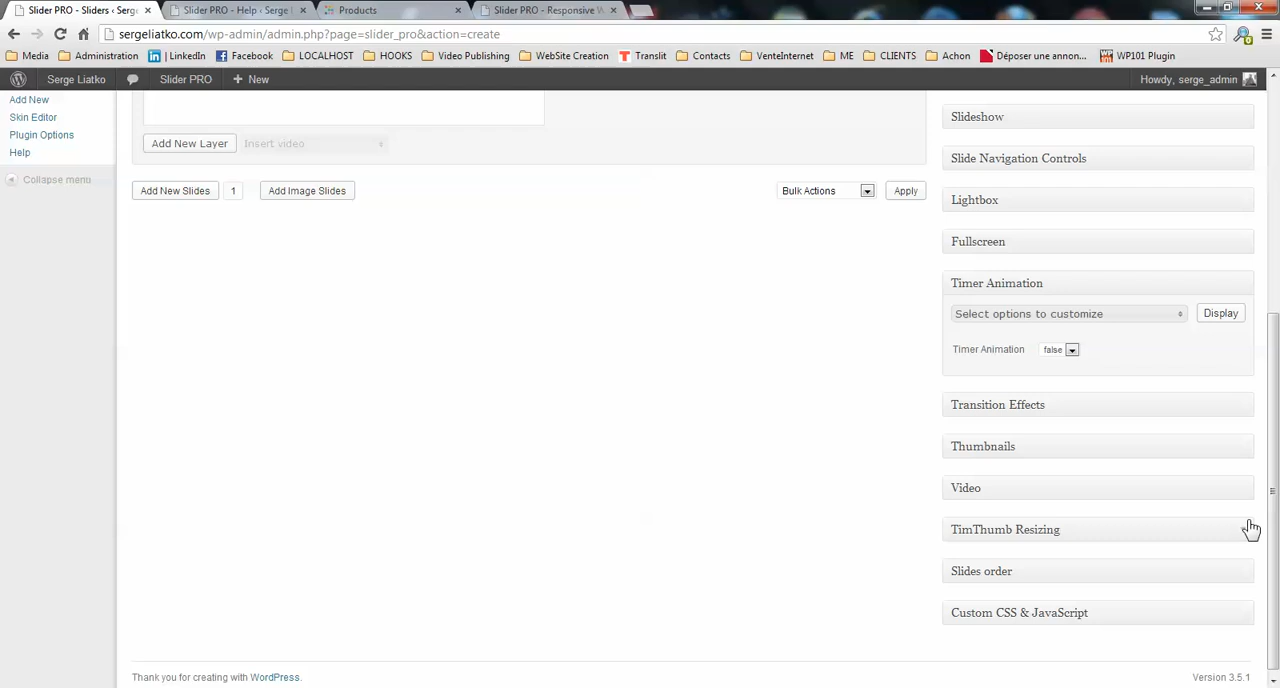 Slider PRO - Sliders ‹ Serge
Slider PRO - Help ‹ Serge L
Products
Slider PRO - Responsive W
sergeliatko.com/wp-admin/admin.php?page=slider_pro&action=create
Media Administration LinkedIn Facebook LOCALHOST HOOKS Video Publishing WebSite Creation Translit Contacts VenteInternet ME CLIENTS Achon Déposer une annon... WP101 Plugin
Serge Liatko Slider PRO + New Howdy, serge_admin
Add New
Skin Editor
Plugin Options
Help
Collapse menu
Add New Layer Insert video
Add New Slides 1 Add Image Slides Bulk Actions Apply
Slideshow
Slide Navigation Controls
Lightbox
Fullscreen
Timer Animation
Select options to customize Display
Timer Animation false
Transition Effects
Thumbnails
Video
TimThumb Resizing
Slides order
Custom CSS & JavaScript
Thank you for creating with WordPress. Version 3.5.1